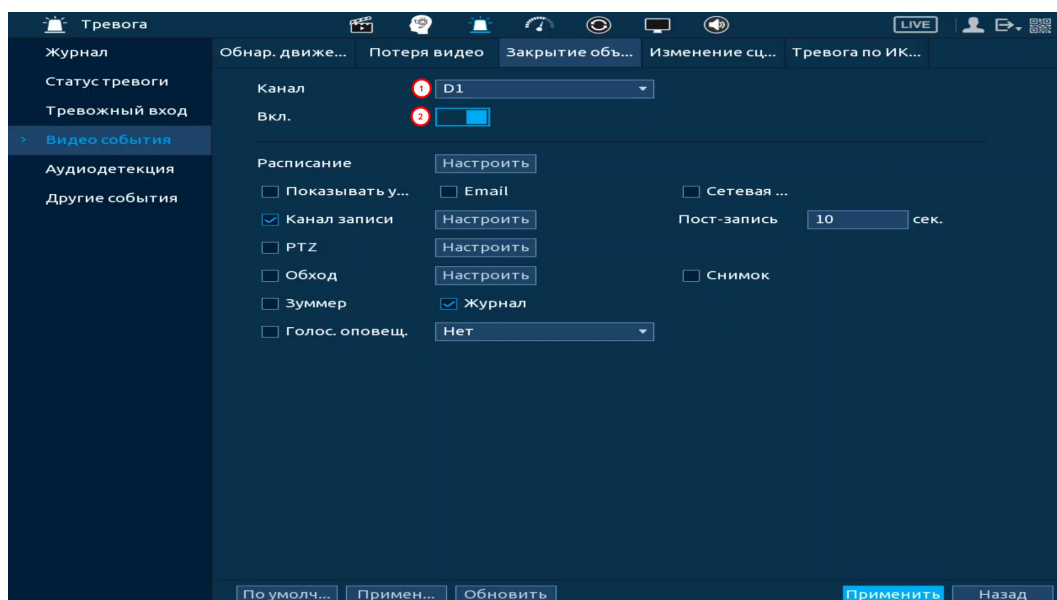 Тревога LIVE
Журнал
Статус тревоги
Тревожный вход
> Видео события
Аудиодетекция
Другие события
Обнар. движе... Потеря видео Закрытие объ... Изменение сц... Тревога по ИК...
Канал 1 D1
Вкл. 2
Расписание Настроить
Показывать у... Email Сетевая ...
Канал записи Настроить Пост-запись 10 сек.
PTZ Настроить
Обход Настроить Снимок
Зуммер Журнал
Голос. оповещ. Нет
По умолч... Примен... Обновить Применить Назад